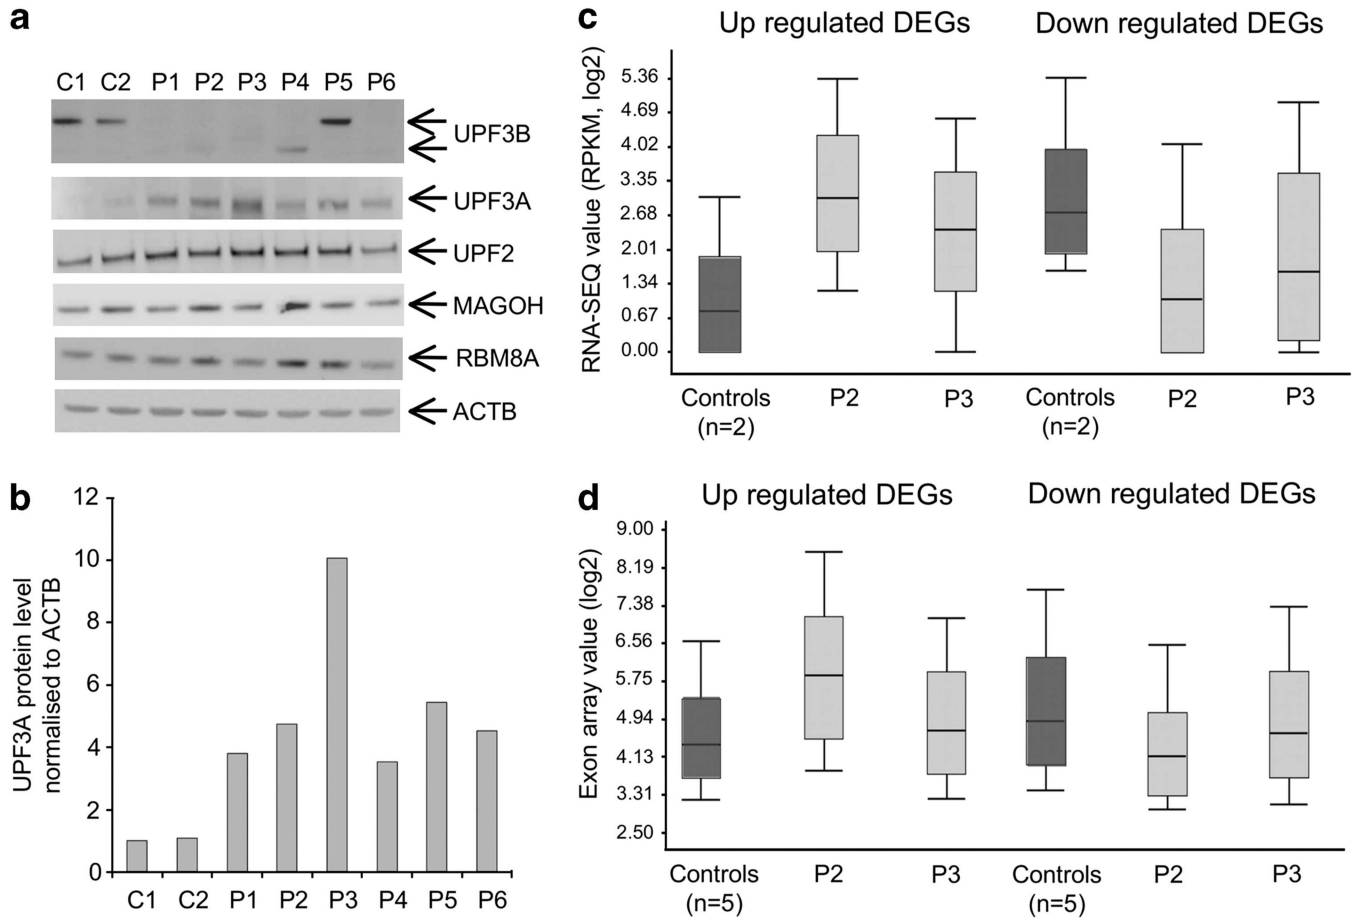 a
C1 C2 P1 P2 P3 P4 P5 P6
UPF3B
UPF3A
UPF2
MAGOH
RBM8A
ACTB
b
UPF3A protein level
normalised to ACTB
12
10
8
6
4
2
0
C1 C2 P1 P2 P3 P4 P5 P6
c
Up regulated DEGs Down regulated DEGs
RNA-SEQ value (RPKM, log2)
5.36
4.69
4.02
3.35
2.68
2.01
1.34
0.67
0.00
Controls P2 P3 Controls P2 P3
(n=2) (n=2)
d
Up regulated DEGs Down regulated DEGs
Exon array value (log2)
9.00
8.19
7.38
6.56
5.75
4.94
4.13
3.31
2.50
Controls P2 P3 Controls P2 P3
(n=5) (n=5)